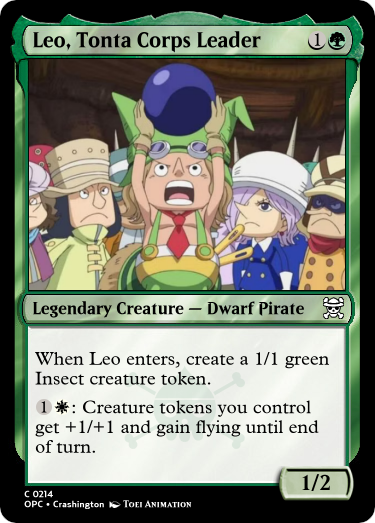 Leo, Tonta Corps Leader 1
Legendary Creature — Dwarf Pirate
When Leo enters, create a 1/1 green
Insect creature token.
1 : Creature tokens you control
get +1/+1 and gain flying until end
of turn.
1/2
C 0214
OPC • Crashington TOEI ANIMATION